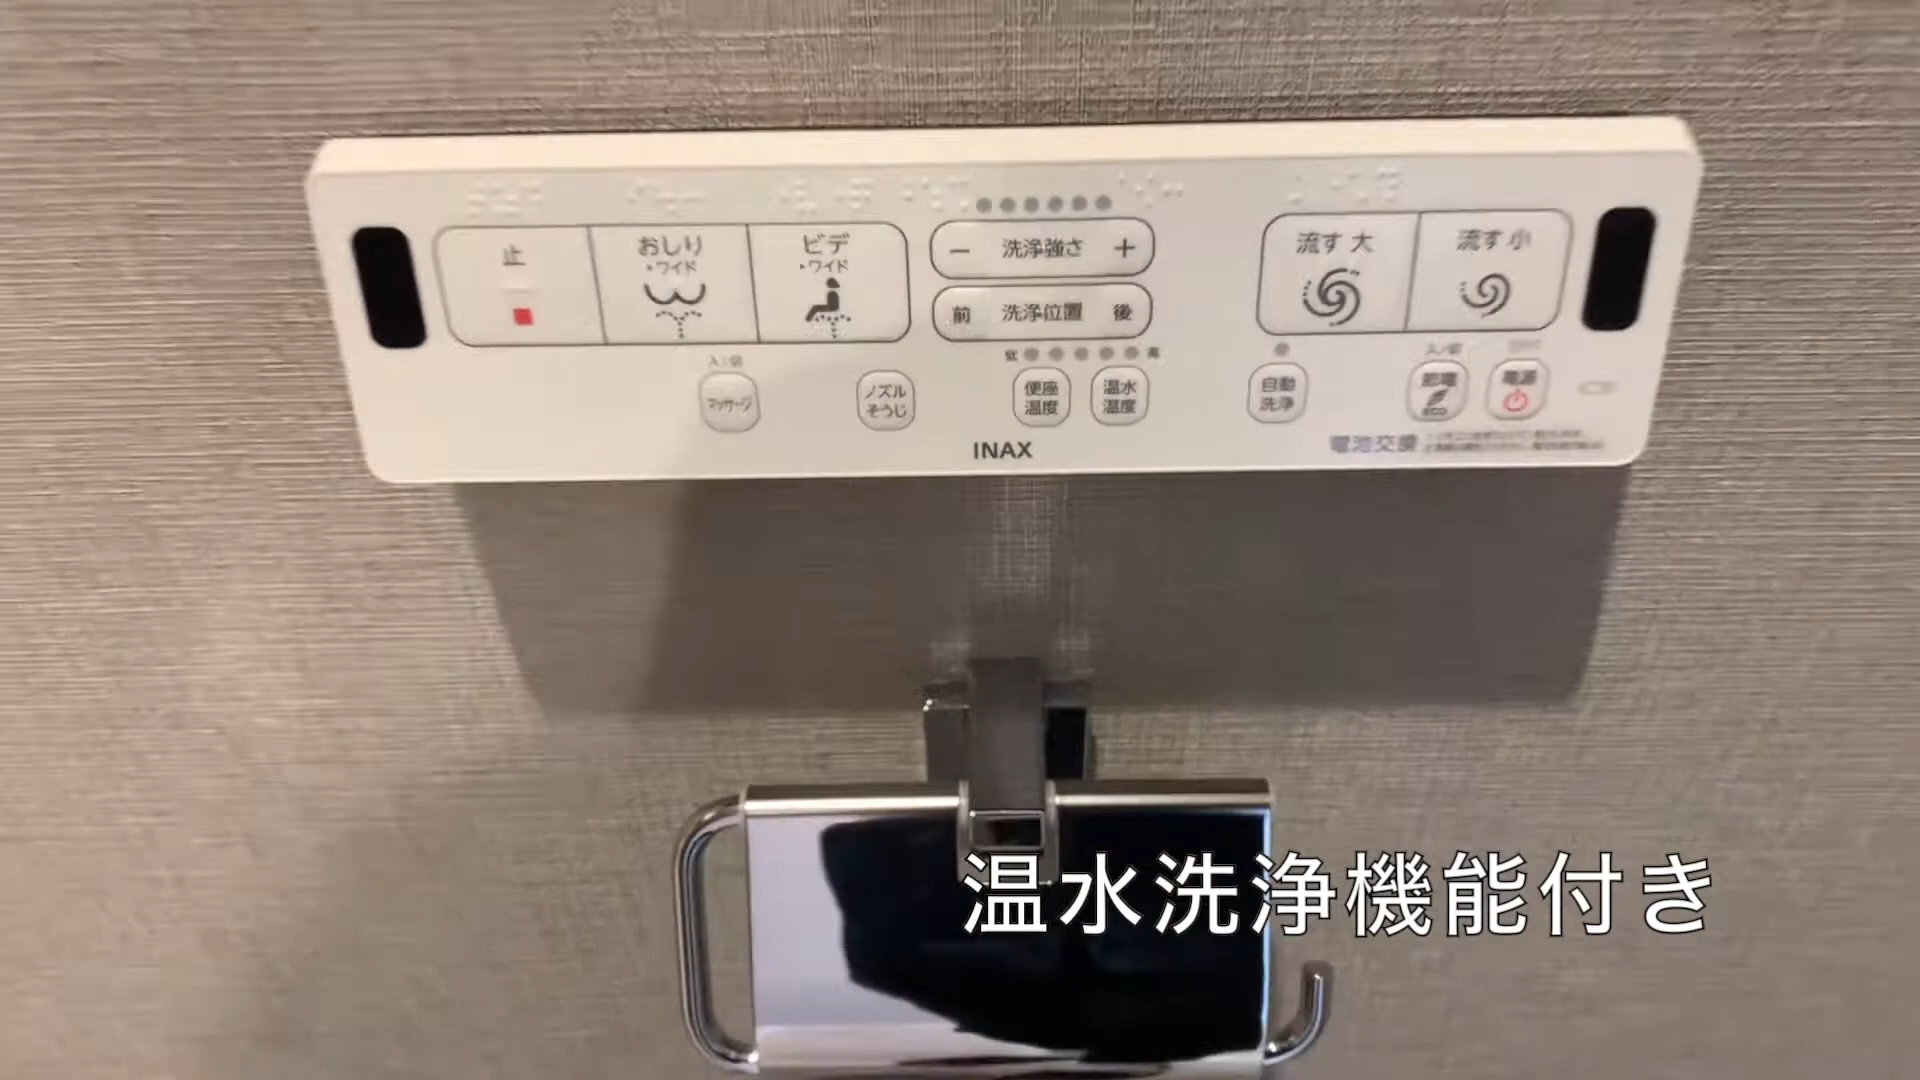 止
おしり
▸ワイド
ビデ
▸ワイド
－ 洗浄強さ ＋
前 洗浄位置 後
流す 大
流す 小
低 高
マッサージ
ノズル
そうじ
便座
温度
温水
温度
自動
洗浄
入/切
節電
eco
電源
INAX
電池交換
温水洗浄機能付き